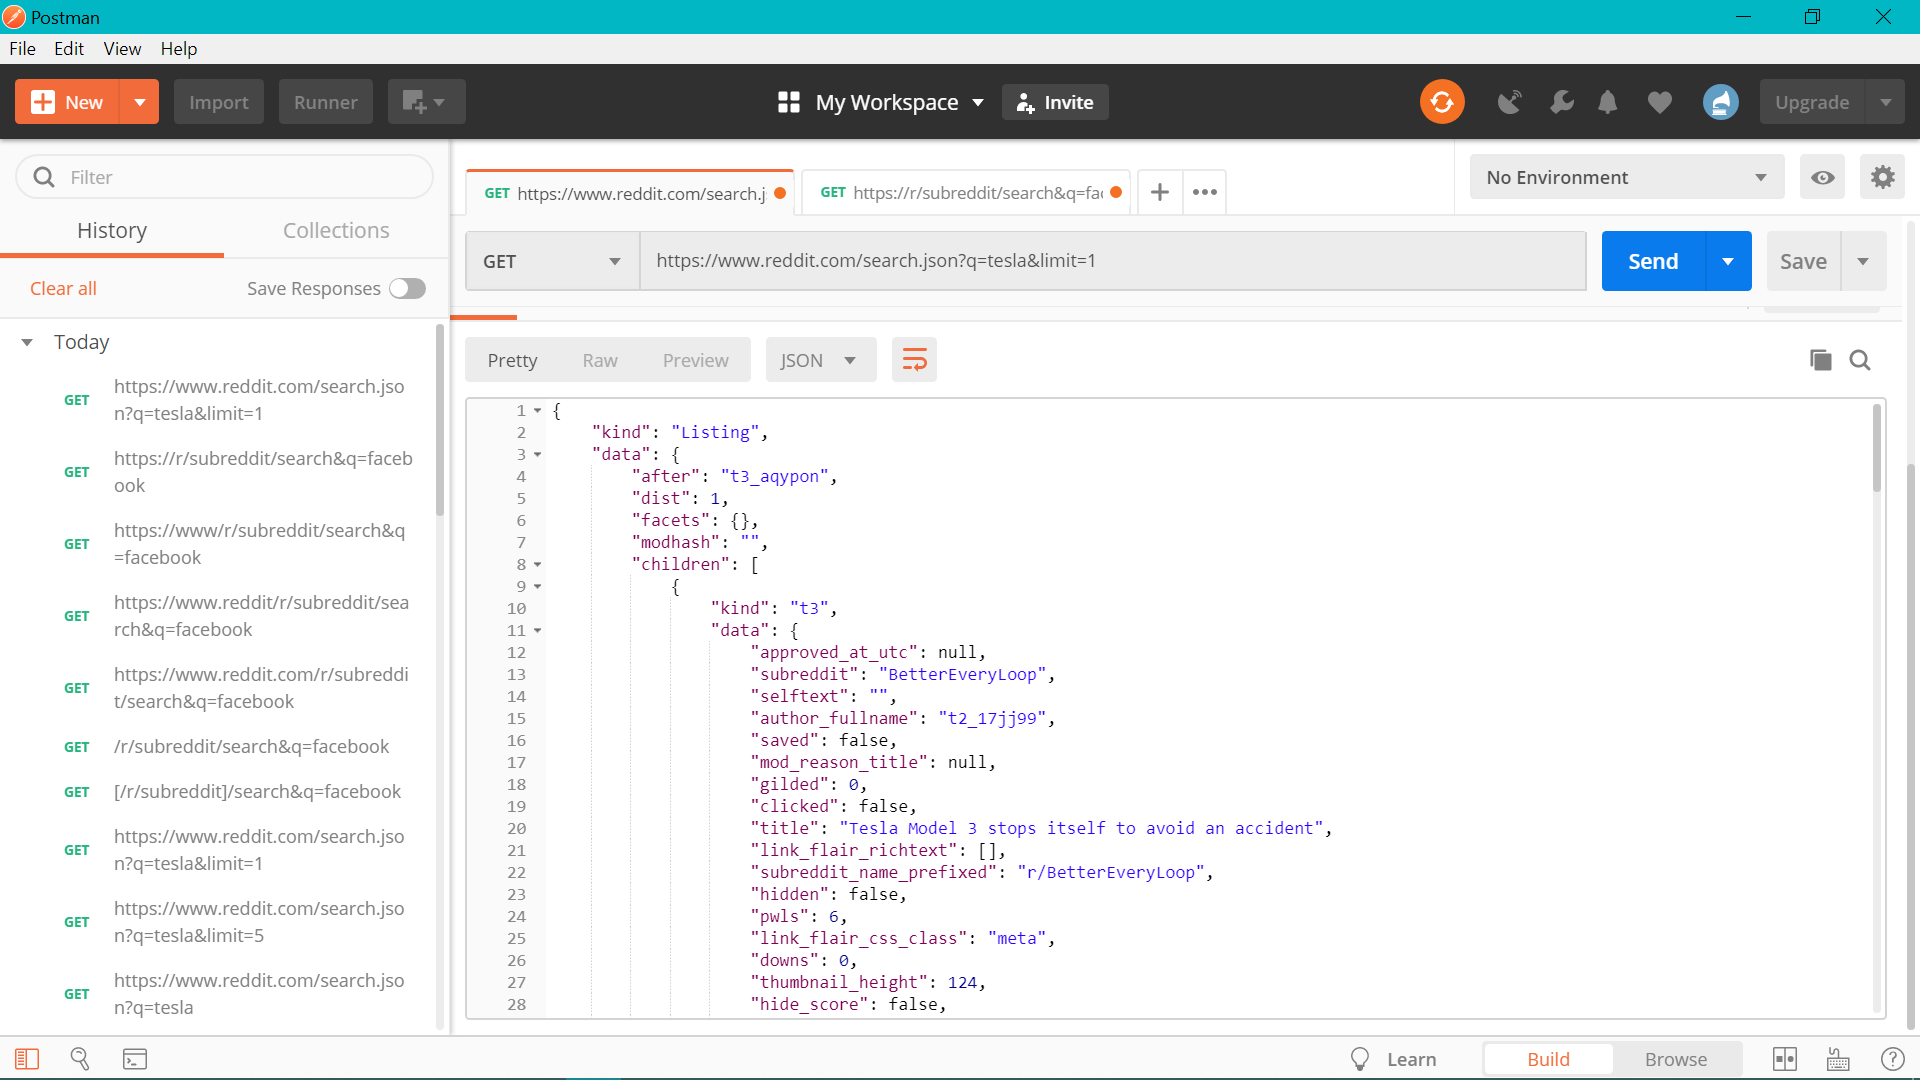 Postman
File Edit View Help
New Import Runner My Workspace Invite Upgrade
Filter
History Collections
Clear all Save Responses
Today
GET https://www.reddit.com/search.jso
n?q=tesla&limit=1
GET https://r/subreddit/search&q=faceb
ook
GET https://www/r/subreddit/search&q
=facebook
GET https://www.reddit/r/subreddit/sea
rch&q=facebook
GET https://www.reddit.com/r/subreddi
t/search&q=facebook
GET /r/subreddit/search&q=facebook
GET [/r/subreddit]/search&q=facebook
GET https://www.reddit.com/search.jso
n?q=tesla&limit=1
GET https://www.reddit.com/search.jso
n?q=tesla&limit=5
GET https://www.reddit.com/search.jso
n?q=tesla
GET https://www.reddit.com/search.j GET https://r/subreddit/search&q=fac No Environment
GET https://www.reddit.com/search.json?q=tesla&limit=1 Send Save
Pretty Raw Preview JSON
1 {
2 "kind": "Listing",
3 "data": {
4 "after": "t3_aqypon",
5 "dist": 1,
6 "facets": {},
7 "modhash": "",
8 "children": [
9 {
10 "kind": "t3",
11 "data": {
12 "approved_at_utc": null,
13 "subreddit": "BetterEveryLoop",
14 "selftext": "",
15 "author_fullname": "t2_17jj99",
16 "saved": false,
17 "mod_reason_title": null,
18 "gilded": 0,
19 "clicked": false,
20 "title": "Tesla Model 3 stops itself to avoid an accident",
21 "link_flair_richtext": [],
22 "subreddit_name_prefixed": "r/BetterEveryLoop",
23 "hidden": false,
24 "pwls": 6,
25 "link_flair_css_class": "meta",
26 "downs": 0,
27 "thumbnail_height": 124,
28 "hide_score": false,
Learn Build Browse